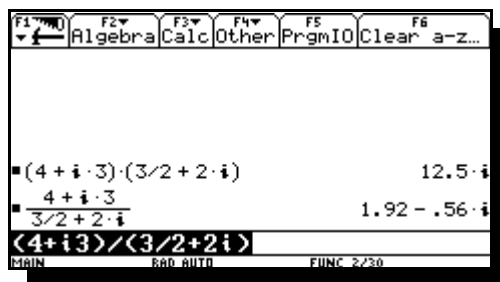 F1 F2 F3 F4 F5 F6
Algebra Calc Other PrgmIO Clear a-z…
(4 + i·3)·(3/2 + 2·i) 12.5·i
4 + i·3
3/2 + 2·i 1.92 - .56·i
(4+i3)/(3/2+2i)
MAIN RAD AUTO FUNC 2/30